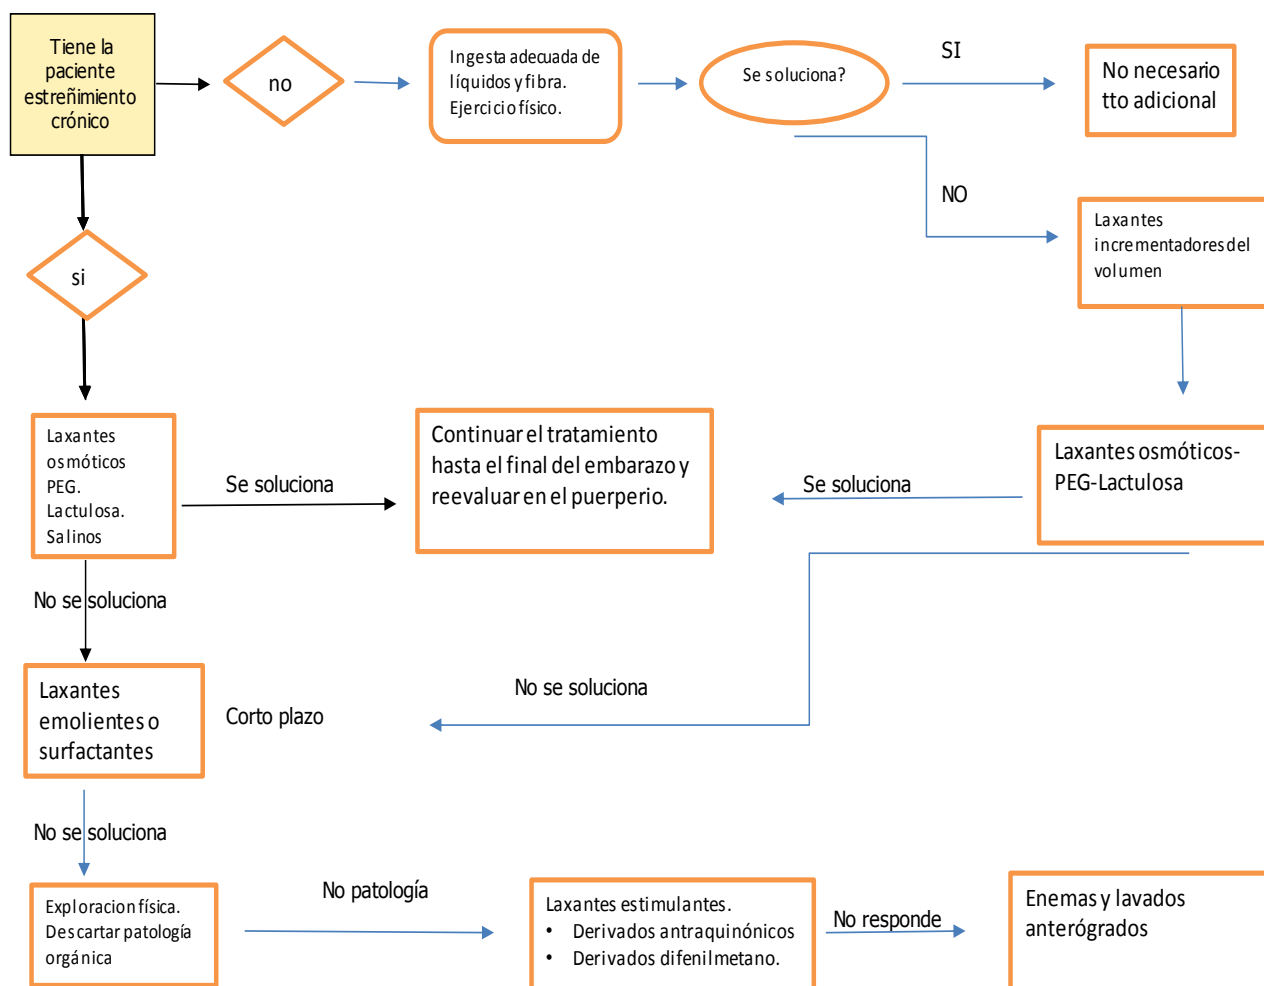 Tiene la
paciente
estreñimiento
crónico
no
Ingesta adecuada de
líquidos y fibra.
Ejercicio físico.
Se soluciona?
SI
No necesario
tto adicional
NO
Laxantes
incrementadores del
volumen
si
Laxantes
osmóticos
PEG.
Lactulosa.
Salinos
Se soluciona
Continuar el tratamiento
hasta el final del embarazo y
reevaluar en el puerperio.
Se soluciona
Laxantes osmóticos-
PEG-Lactulosa
No se soluciona
Laxantes
emolientes o
surfactantes
Corto plazo
No se soluciona
No se soluciona
Exploracion física.
Descartar patología
orgánica
No patología
Laxantes estimulantes.
• Derivados antraquinónicos
• Derivados difenilmetano.
No responde
Enemas y lavados
anterógrados